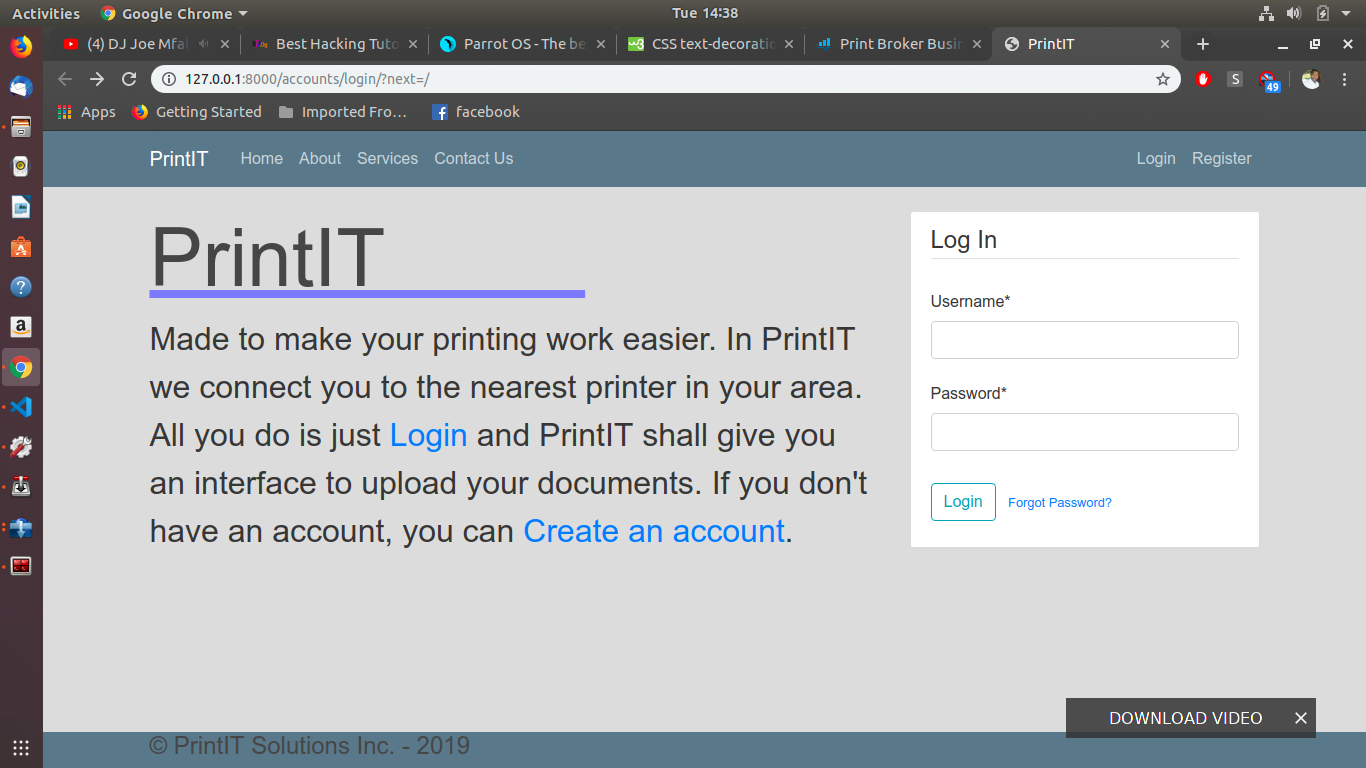 Activities Google Chrome Tue 14:38
(4) DJ Joe Mfal Best Hacking Tuto Parrot OS - The be CSS text-decoratio Print Broker Busin PrintIT
127.0.0.1:8000/accounts/login/?next=/ S 49
Apps Getting Started Imported Fro… facebook
PrintIT Home About Services Contact Us Login Register
PrintIT
Made to make your printing work easier. In PrintIT
we connect you to the nearest printer in your area.
All you do is just Login and PrintIT shall give you
an interface to upload your documents. If you don't
have an account, you can Create an account.
Log In
Username*
Password*
Login Forgot Password?
DOWNLOAD VIDEO
© PrintIT Solutions Inc. - 2019